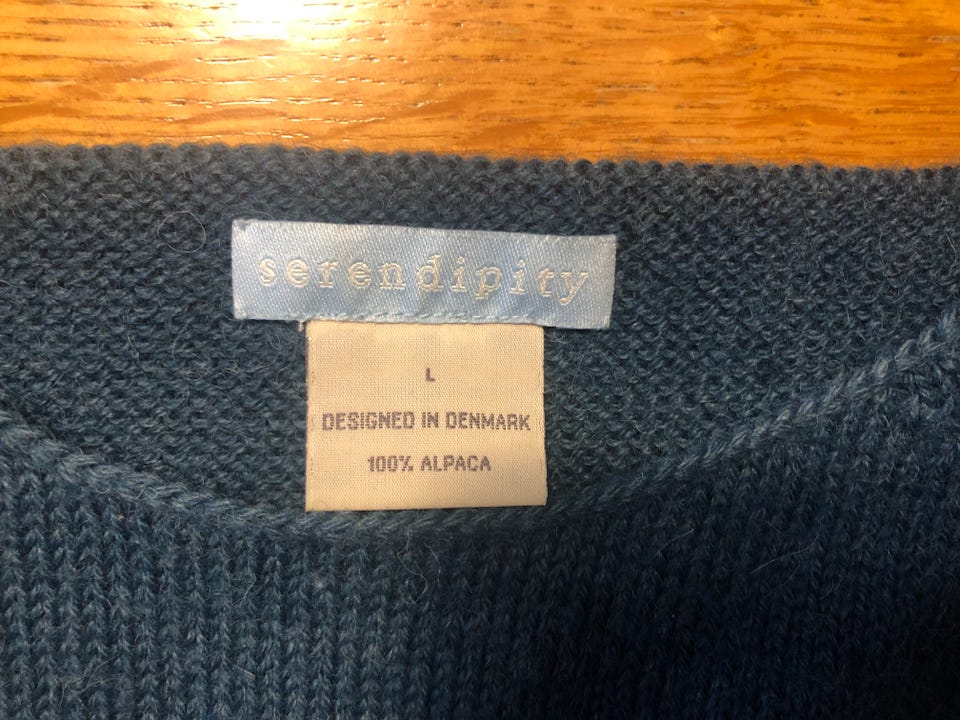 serendipity
L
DESIGNED IN DENMARK
100% ALPACA